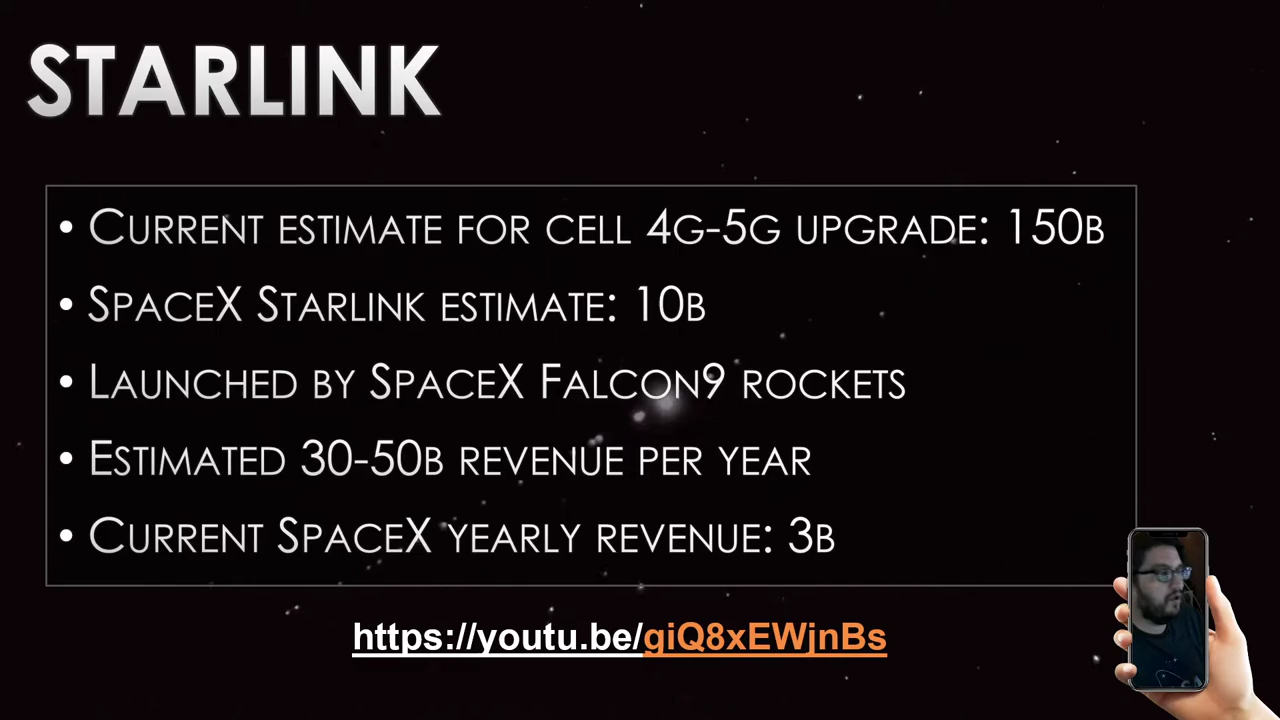 STARLINK
• CURRENT ESTIMATE FOR CELL 4G-5G UPGRADE: 150B
• SPACEX STARLINK ESTIMATE: 10B
• LAUNCHED BY SPACEX FALCON9 ROCKETS
• ESTIMATED 30-50B REVENUE PER YEAR
• CURRENT SPACEX YEARLY REVENUE: 3B
https://youtu.be/giQ8xEWjnBs